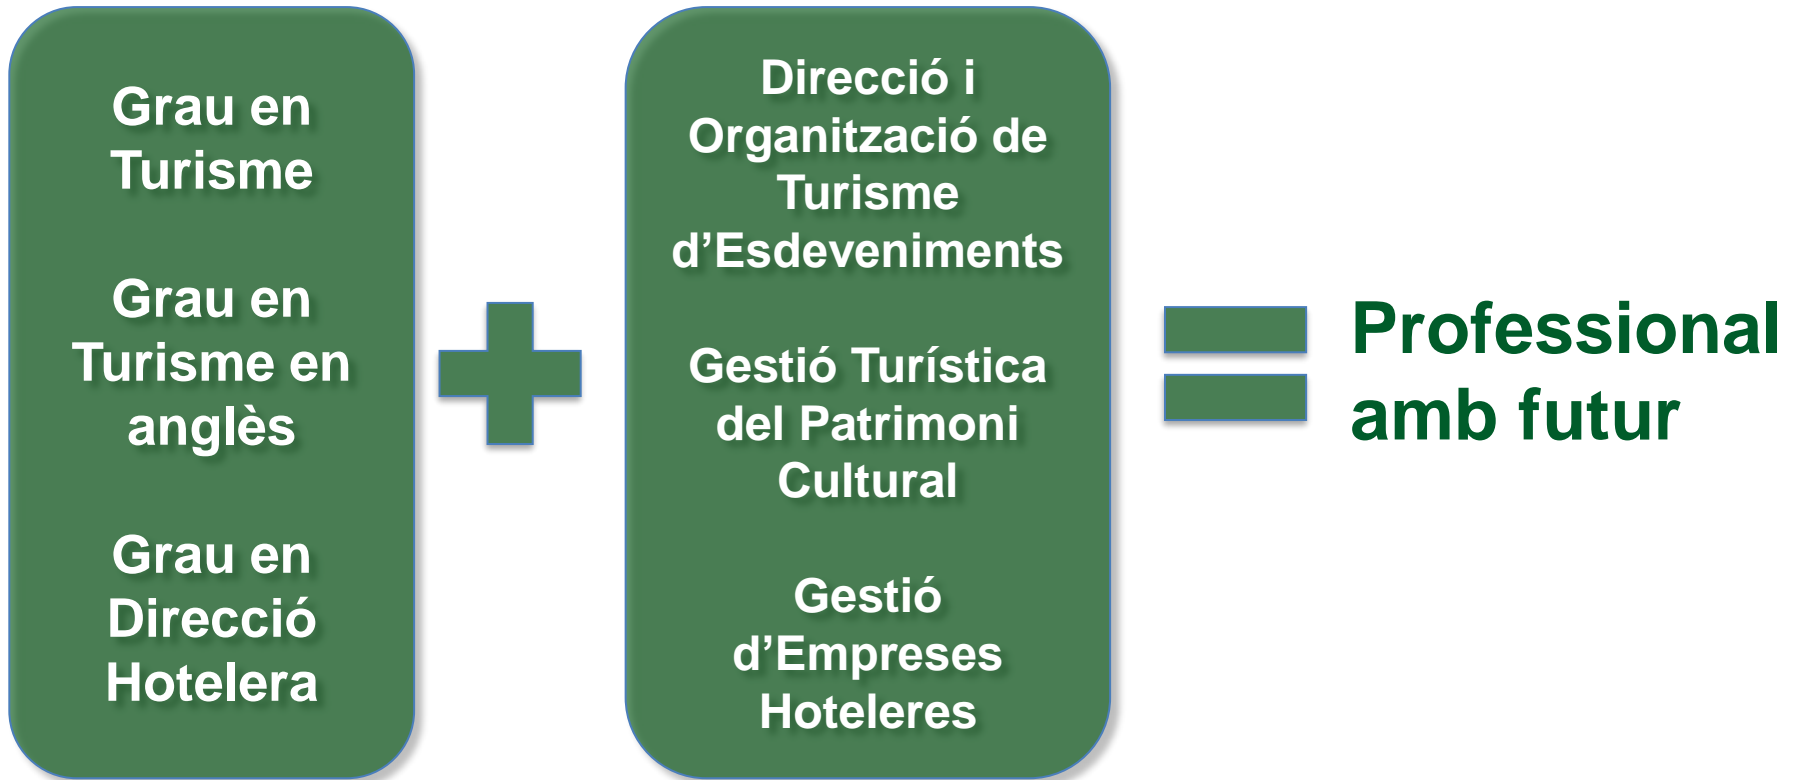 Grau en
Turisme
Grau en
Turisme en
anglès
Grau en
Direcció
Hotelera
Direcció i
Organització de
Turisme
d’Esdeveniments
Gestió Turística
del Patrimoni
Cultural
Gestió
d’Empreses
Hoteleres
Professional
amb futur